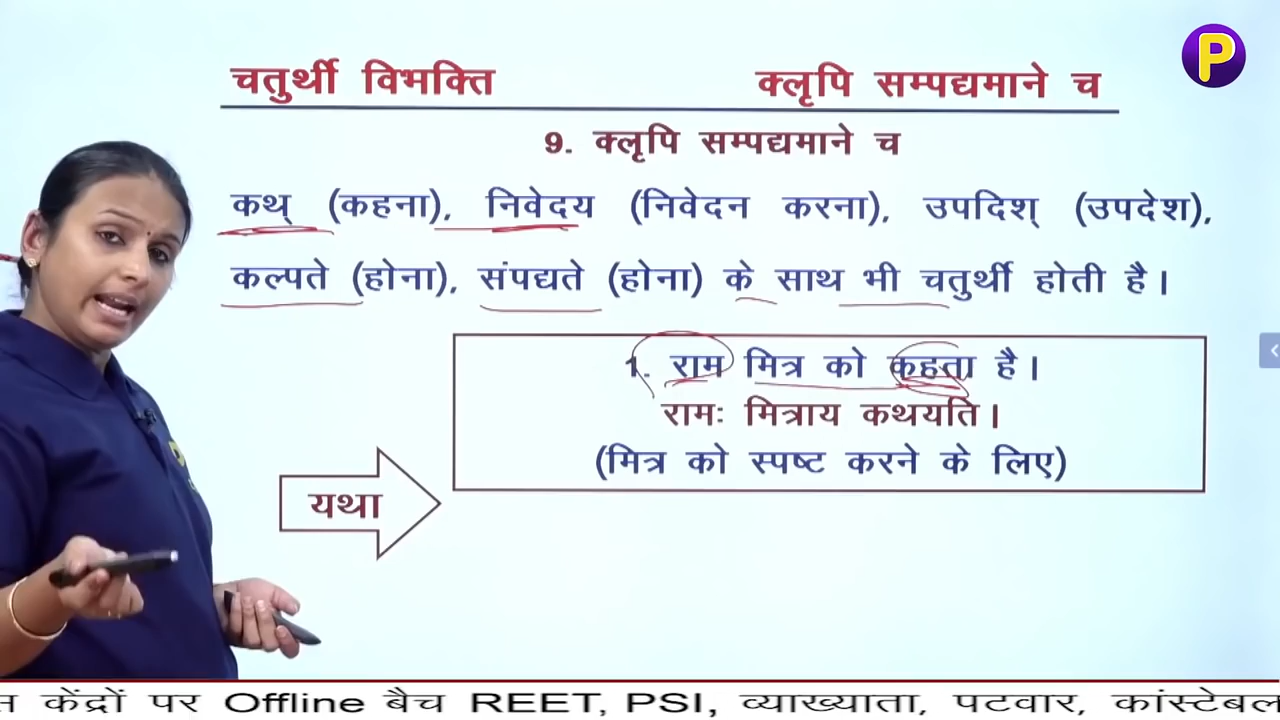 P
चतुर्थी विभक्ति क्लृपि सम्पद्यमाने च
9. क्लृपि सम्पद्यमाने च
कथ् (कहना), निवेदय (निवेदन करना), उपदिश् (उपदेश),
कल्पते (होना), संपद्यते (होना) के साथ भी चतुर्थी होती है।
1. राम मित्र को कहता है।
रामः मित्राय कथयति।
(मित्र को स्पष्ट करने के लिए)
यथा
केंद्रों पर Offline बैच REET, PSI, व्याख्याता, पटवार, कांस्टेबल